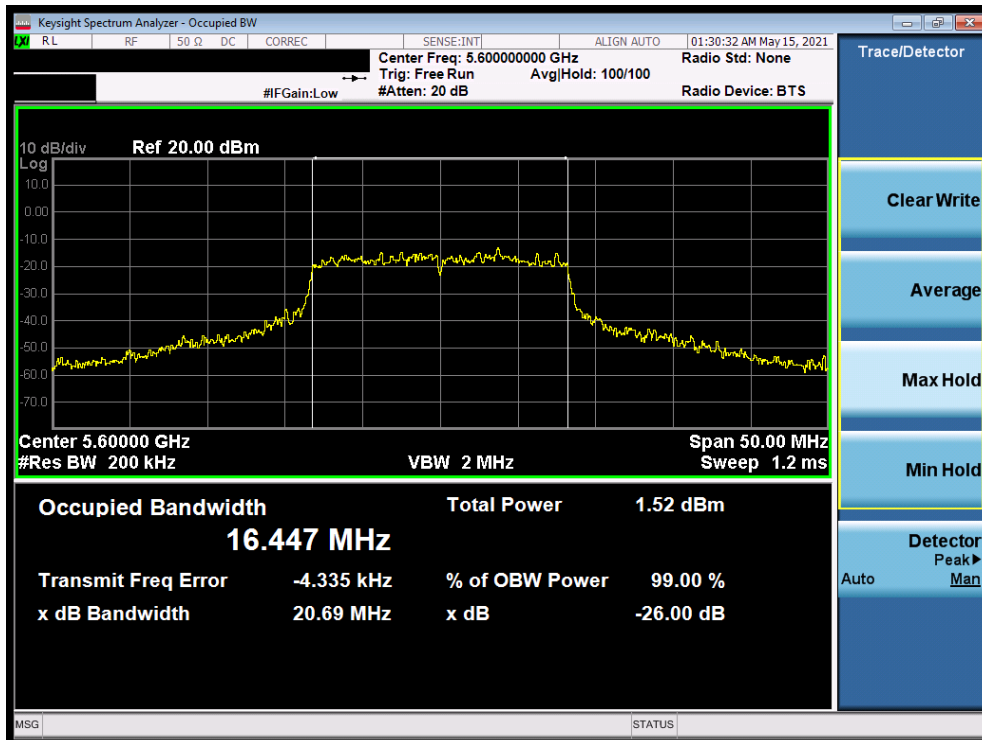 Keysight Spectrum Analyzer - Occupied BW
LXI RL RF 50 Ω DC CORREC SENSE:INT ALIGN AUTO 01:30:32 AM May 15, 2021
Center Freq: 5.600000000 GHz Radio Std: None
Trig: Free Run Avg|Hold: 100/100
#IFGain:Low #Atten: 20 dB Radio Device: BTS
10 dB/div Ref 20.00 dBm
Log
10.0
0.00
-10.0
-20.0
-30.0
-40.0
-50.0
-60.0
-70.0
Center 5.60000 GHz Span 50.00 MHz
#Res BW 200 kHz VBW 2 MHz Sweep 1.2 ms
Occupied Bandwidth Total Power 1.52 dBm
16.447 MHz
Transmit Freq Error -4.335 kHz % of OBW Power 99.00 %
x dB Bandwidth 20.69 MHz x dB -26.00 dB
MSG STATUS
Trace/Detector
Clear Write
Average
Max Hold
Min Hold
Detector
Peak▶
Auto Man